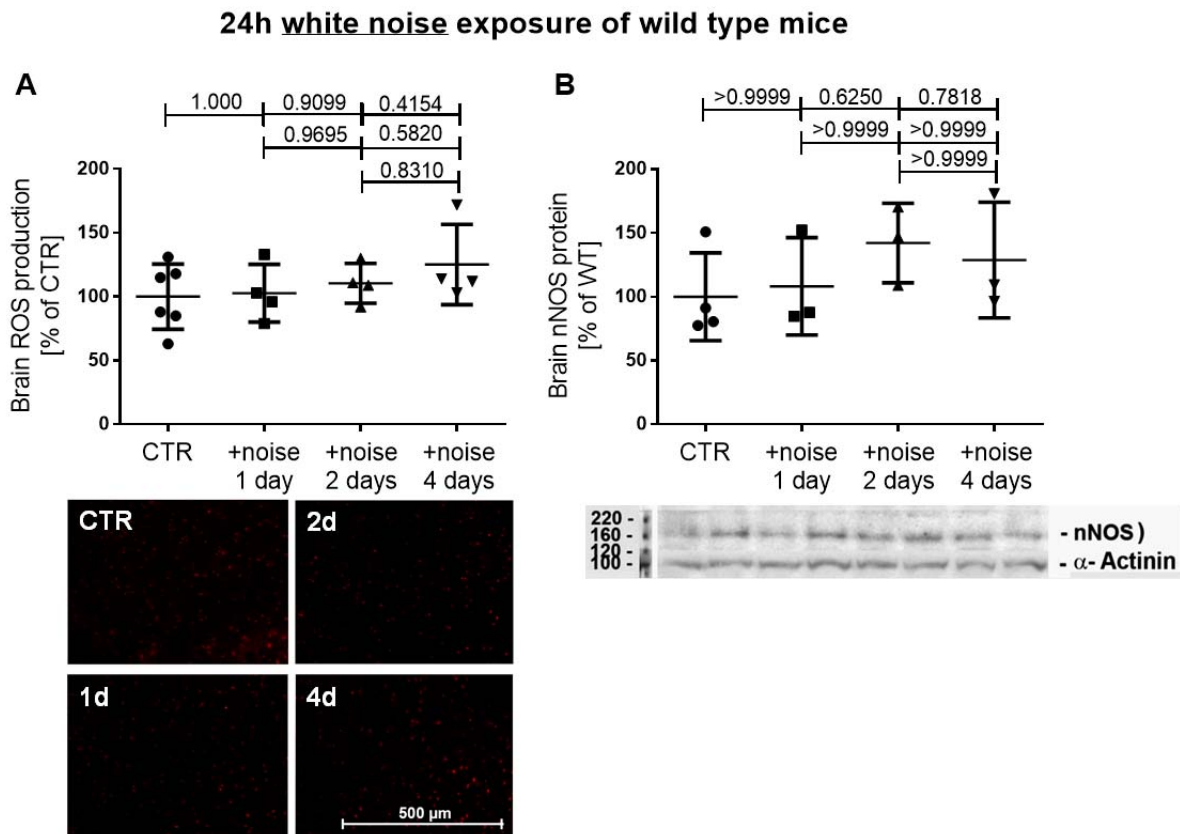 24h white noise exposure of wild type mice
A
1.000 0.9099 0.4154
0.9695 0.5820
0.8310
Brain ROS production
[% of CTR]
200
150
100
50
0
CTR +noise +noise +noise
1 day 2 days 4 days
CTR
2d
1d
4d
500 µm
B
>0.9999 0.6250 0.7818
>0.9999 >0.9999
>0.9999
Brain nNOS protein
[% of WT]
200
150
100
50
0
CTR +noise +noise +noise
1 day 2 days 4 days
220 -
160 -
120
100 -
- nNOS )
- α- Actinin